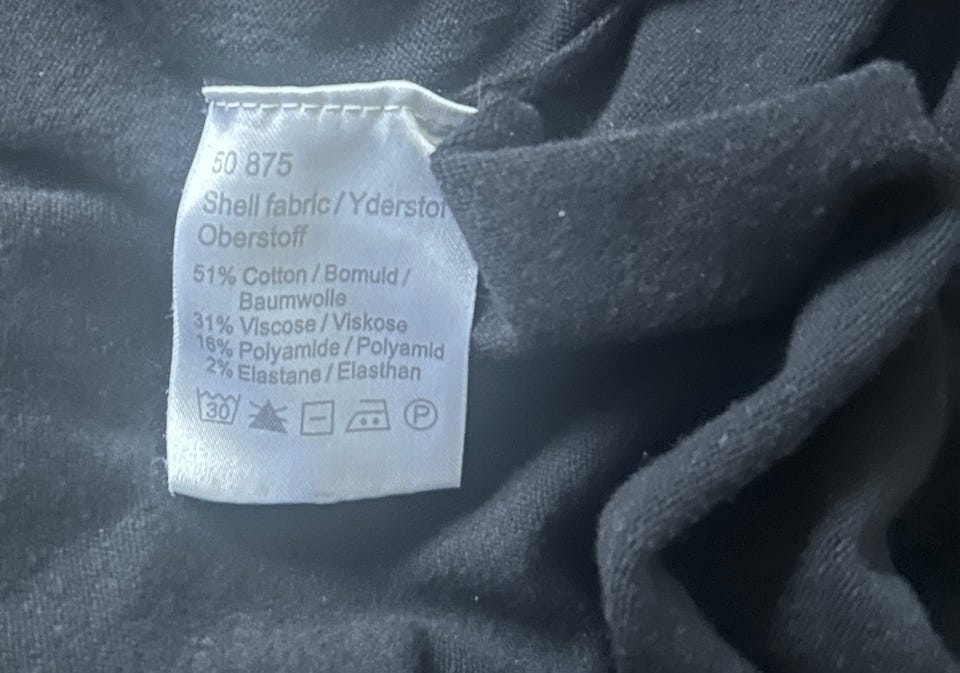 50 875
Shell fabric / Yderstof
Oberstoff
51% Cotton / Bomuld /
Baumwolle
31% Viscose / Viskose
16% Polyamide / Polyamid
2% Elastane / Elasthan
30 P